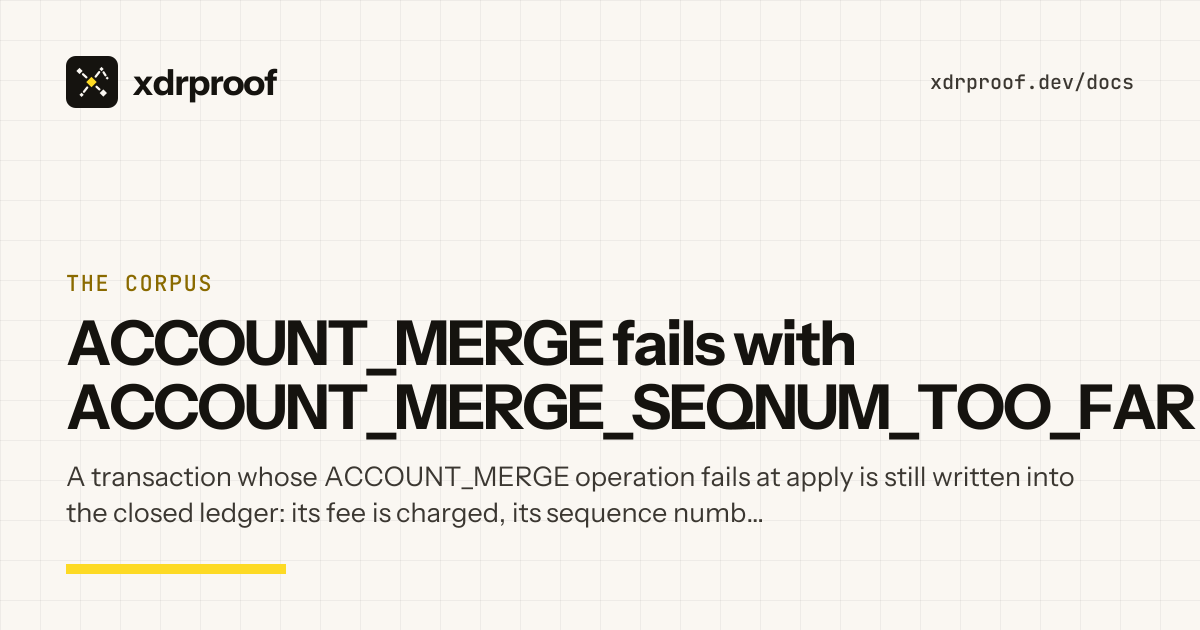 xdrproof
xdrproof.dev/docs
THE CORPUS
ACCOUNT_MERGE fails with
ACCOUNT_MERGE_SEQNUM_TOO_FAR
A transaction whose ACCOUNT_MERGE operation fails at apply is still written into
the closed ledger: its fee is charged, its sequence numb…